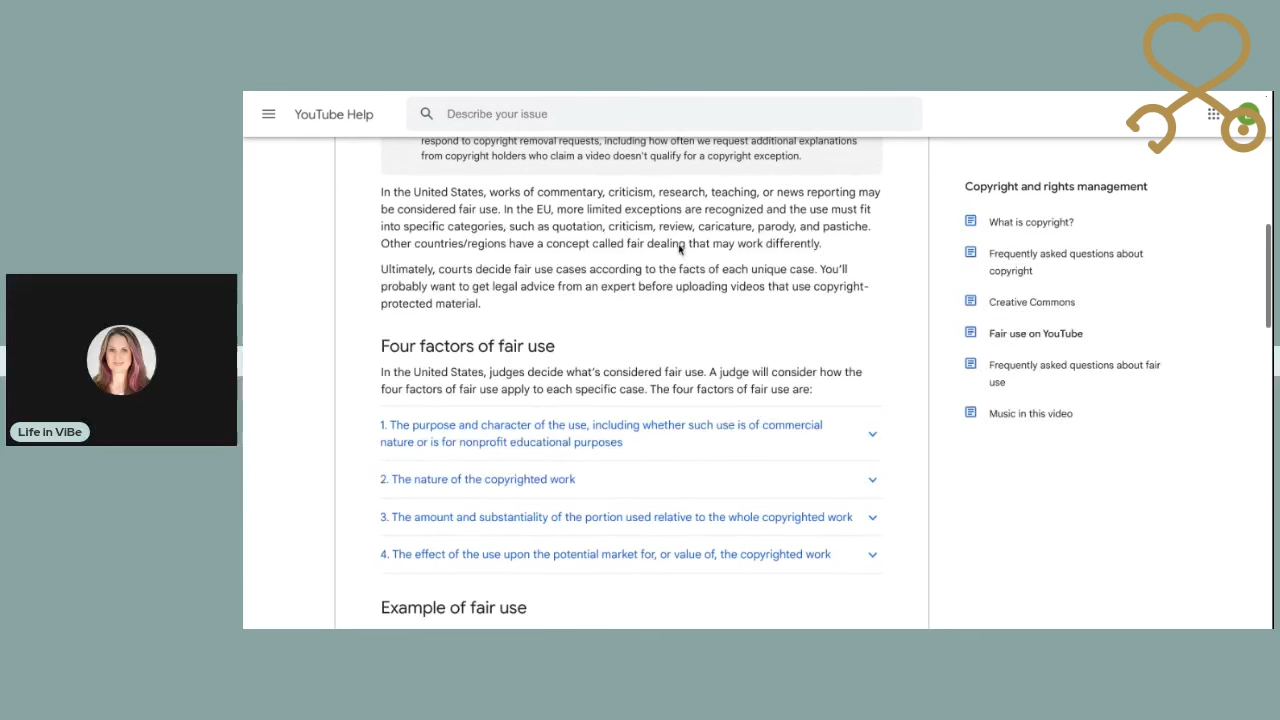 YouTube Help
Describe your issue
respond to copyright removal requests, including how often we request additional explanations
from copyright holders who claim a video doesn't qualify for a copyright exception.
In the United States, works of commentary, criticism, research, teaching, or news reporting may
be considered fair use. In the EU, more limited exceptions are recognized and the use must fit
into specific categories, such as quotation, criticism, review, caricature, parody, and pastiche.
Other countries/regions have a concept called fair dealing that may work differently.
Ultimately, courts decide fair use cases according to the facts of each unique case. You'll
probably want to get legal advice from an expert before uploading videos that use copyright-
protected material.
Four factors of fair use
In the United States, judges decide what's considered fair use. A judge will consider how the
four factors of fair use apply to each specific case. The four factors of fair use are:
1. The purpose and character of the use, including whether such use is of commercial
nature or is for nonprofit educational purposes
2. The nature of the copyrighted work
3. The amount and substantiality of the portion used relative to the whole copyrighted work
4. The effect of the use upon the potential market for, or value of, the copyrighted work
Example of fair use
Copyright and rights management
What is copyright?
Frequently asked questions about
copyright
Creative Commons
Fair use on YouTube
Frequently asked questions about fair
use
Music in this video
Life in ViBe